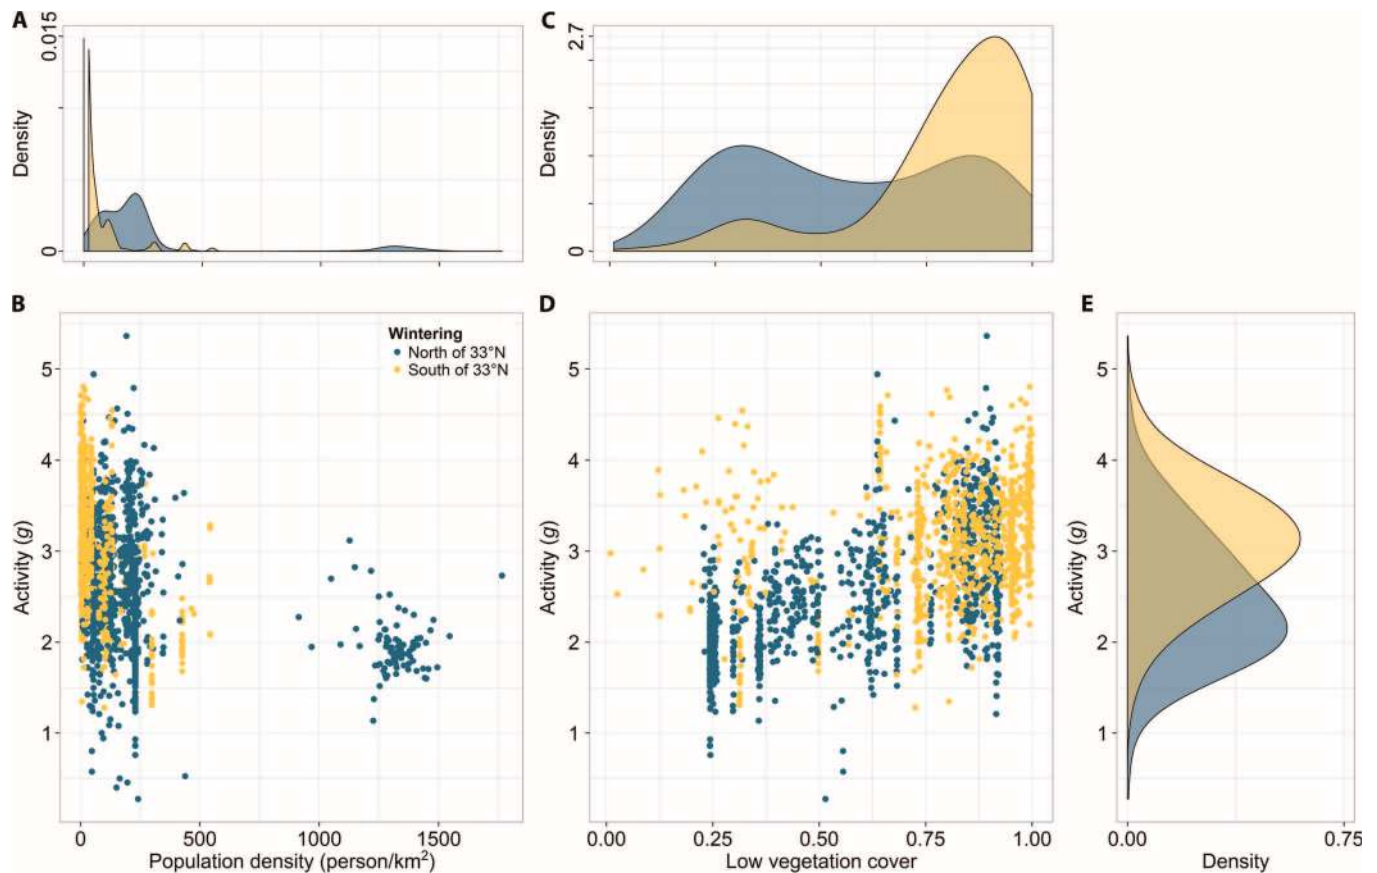 A
0.015
Density
0
C
2.7
Density
0
B
Wintering
North of 33°N
South of 33°N
5
4
3
2
1
Activity (g)
0
500
1000
1500
Population density (person/km²)
D
5
4
3
2
1
Activity (g)
0.00
0.25
0.50
0.75
1.00
Low vegetation cover
E
5
4
3
2
1
Activity (g)
0.00
0.75
Density